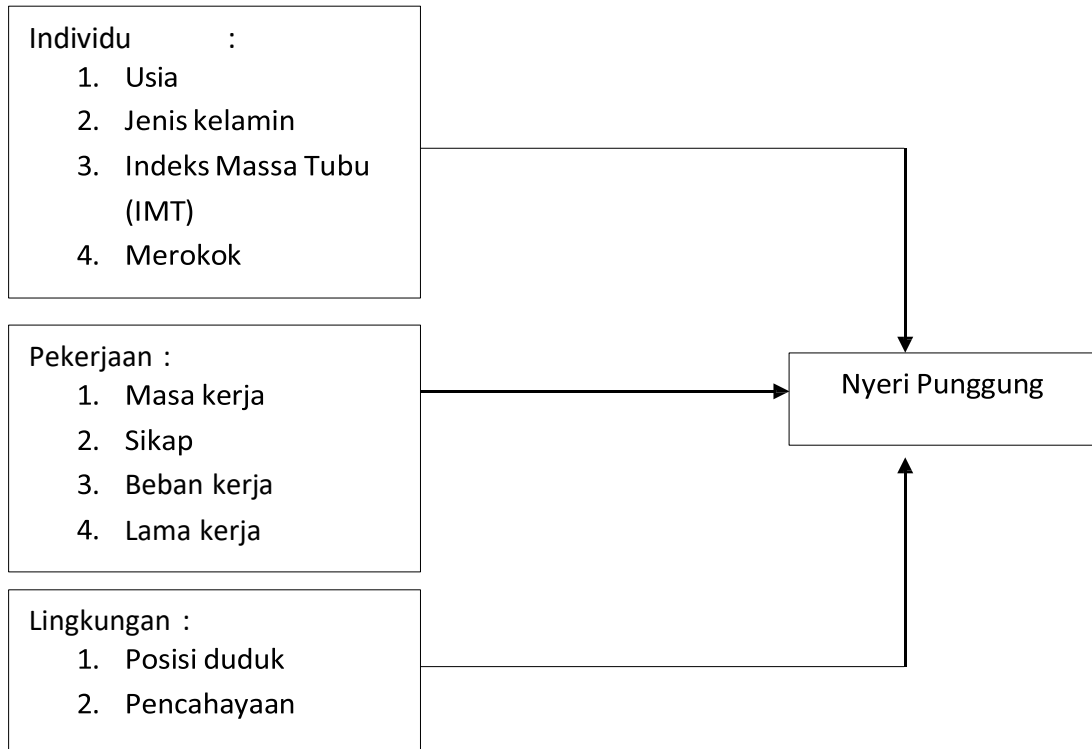 Individu :
1. Usia
2. Jenis kelamin
3. Indeks Massa Tubu
(IMT)
4. Merokok
Pekerjaan :
1. Masa kerja
2. Sikap
3. Beban kerja
4. Lama kerja
Nyeri Punggung
Lingkungan :
1. Posisi duduk
2. Pencahayaan